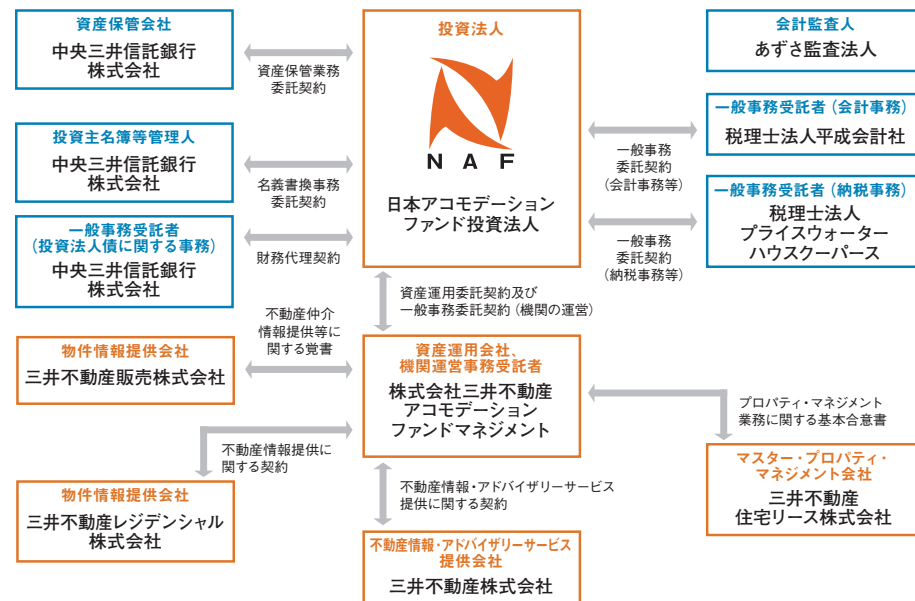 資産保管会社
中央三井信託銀行
株式会社
資産保管業務
委託契約
投資主名簿等管理人
中央三井信託銀行
株式会社
名義書換事務
委託契約
一般事務受託者
(投資法人債に関する事務)
中央三井信託銀行
株式会社
財務代理契約
投資法人
NAF
日本アコモデーション
ファンド投資法人
会計監査人
あずさ監査法人
一般事務受託者(会計事務)
税理士法人平成会計社
一般事務
委託契約
(会計事務等)
一般事務受託者(納税事務)
税理士法人
プライスウォーター
ハウスクーパース
一般事務
委託契約
(納税事務等)
資産運用委託契約及び
一般事務委託契約(機関の運営)
不動産仲介
情報提供等に
関する覚書
物件情報提供会社
三井不動産販売株式会社
資産運用会社、
機関運営事務受託者
株式会社三井不動産
アコモデーション
ファンドマネジメント
プロパティ・マネジメント
業務に関する基本合意書
マスター・プロパティ・
マネジメント会社
三井不動産
住宅リース株式会社
不動産情報提供に
関する契約
物件情報提供会社
三井不動産レジデンシャル
株式会社
不動産情報・アドバイザリーサービス
提供に関する契約
不動産情報・アドバイザリーサービス
提供会社
三井不動産株式会社